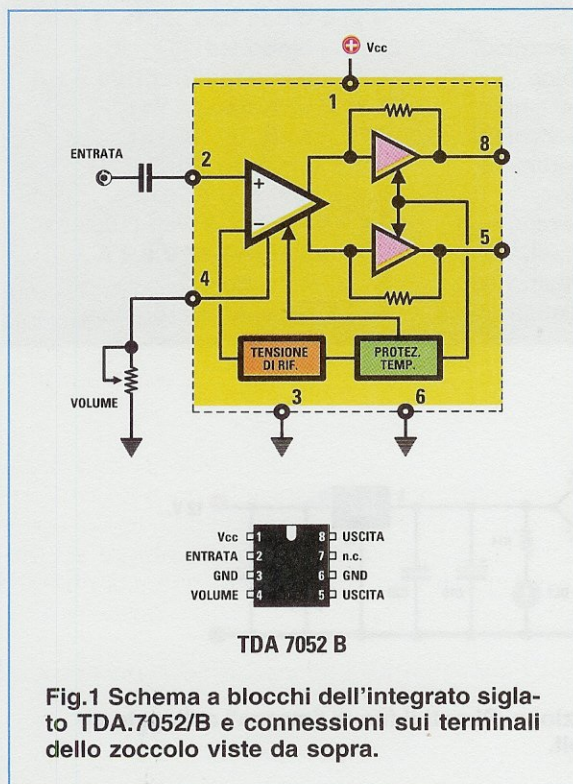 + Vcc
1
ENTRATA
2
8
+
-
5
4
TENSIONE
DI RIF.
PROTEZ.
TEMP.
VOLUME
3
6
Vcc 1 8 USCITA
ENTRATA 2 7 n.c.
GND 3 6 GND
VOLUME 4 5 USCITA
TDA 7052 B
Fig.1 Schema a blocchi dell'integrato sigla-
to TDA.7052/B e connessioni sui terminali
dello zoccolo viste da sopra.